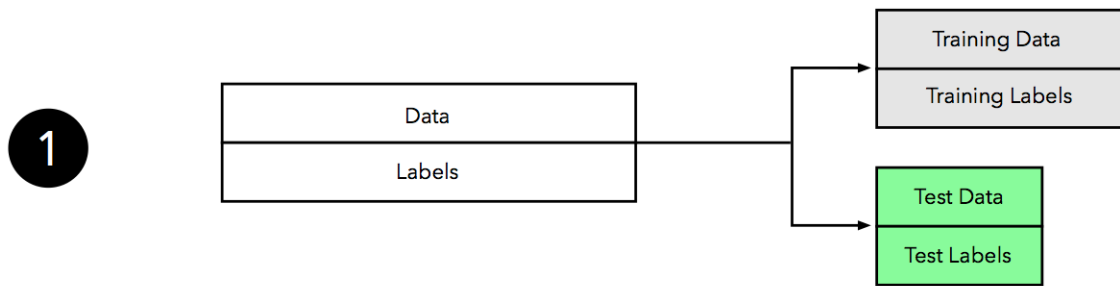 1
Data
Labels
Training Data
Training Labels
Test Data
Test Labels